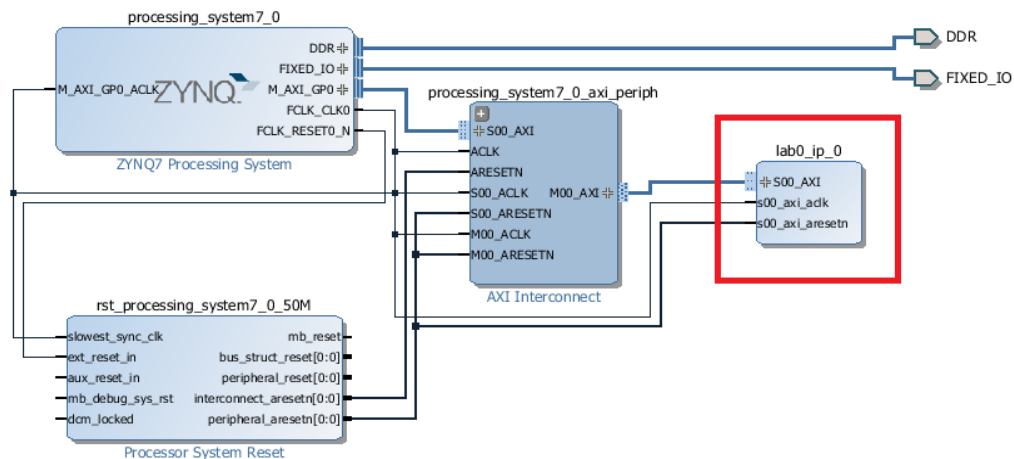 processing_system7_0
DDR
FIXED_IO
M_AXI_GP0_ACLK
ZYNQ
M_AXI_GP0
FCLK_CLK0
FCLK_RESET0_N
ZYNQ7 Processing System
DDR
FIXED_IO
processing_system7_0_axi_periph
S00_AXI
ACLK
ARESETN
S00_ACLK
M00_AXI
S00_ARESETN
M00_ACLK
M00_ARESETN
AXI Interconnect
lab0_ip_0
S00_AXI
s00_axi_aclk
s00_axi_aresetn
rst_processing_system7_0_50M
slowest_sync_clk
mb_reset
ext_reset_in
bus_struct_reset[0:0]
aux_reset_in
peripheral_reset[0:0]
mb_debug_sys_rst
interconnect_aresetn[0:0]
dcm_locked
peripheral_aresetn[0:0]
Processor System Reset